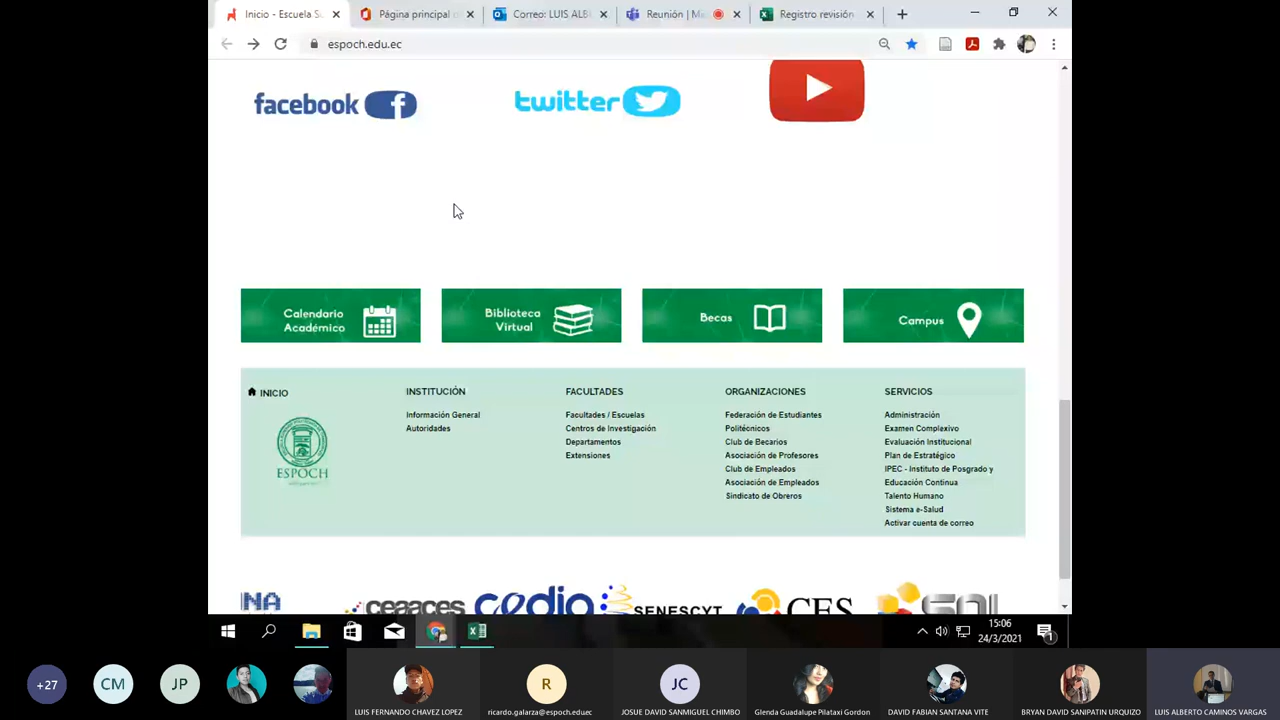 Inicio - Escuela S
Página principal d
Correo: LUIS ALB
Reunión | M
Registro revisión
espoch.edu.ec
facebook
twitter
Calendario
Académico
Biblioteca
Virtual
Becas
Campus
INICIO
ESPOCH
INSTITUCIÓN
Información General
Autoridades
FACULTADES
Facultades / Escuelas
Centros de Investigación
Departamentos
Extensiones
ORGANIZACIONES
Federación de Estudiantes
Politécnicos
Club de Becarios
Asociación de Profesores
Club de Empleados
Asociación de Empleados
Sindicato de Obreros
SERVICIOS
Administración
Examen Complexivo
Evaluación Institucional
Plan de Estratégico
IPEC - Instituto de Posgrado y
Educación Continua
Talento Humano
Sistema e-Salud
Activar cuenta de correo
NA
ceaaces
cedia
SENESCYT
CES
SNI
15:06
24/3/2021
1
+27
CM
JP
LUIS FERNANDO CHAVEZ LOPEZ
R
ricardo.galarza@espoch.eduec
JC
JOSUE DAVID SANMIGUEL CHIMBO
Glenda Guadalupe Pilataxi Gordon
DAVID FABIAN SANTANA VITE
BRYAN DAVID SANIPATIN URQUIZO
LUIS ALBERTO CAMINOS VARGAS